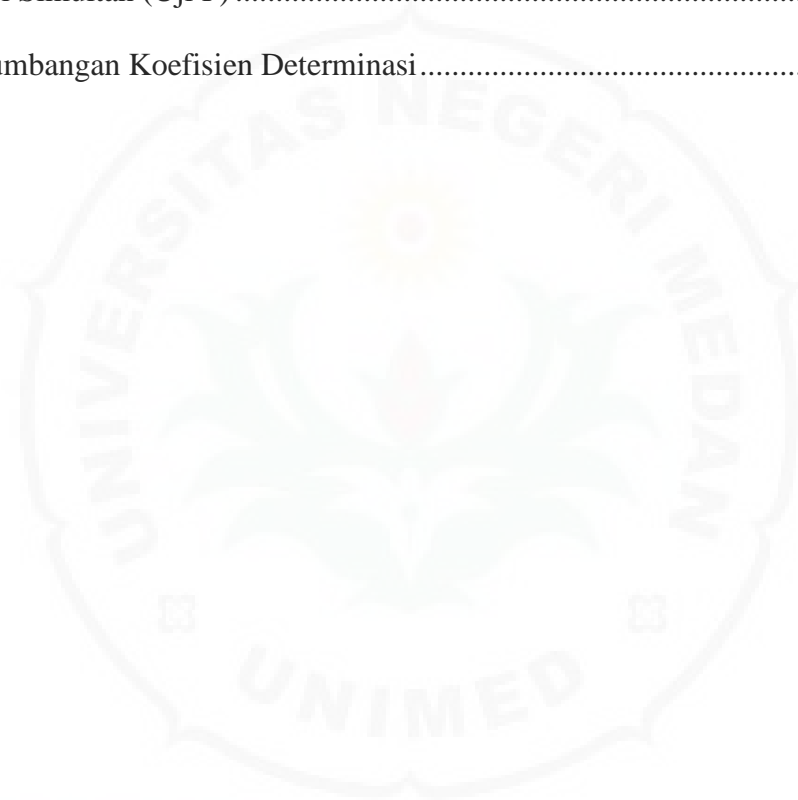 Simultan (Uji F)................................................................
umbangan Koefisien Determinasi...............................................
UNIVERSITAS NEGERI MEDAN
UNIMED